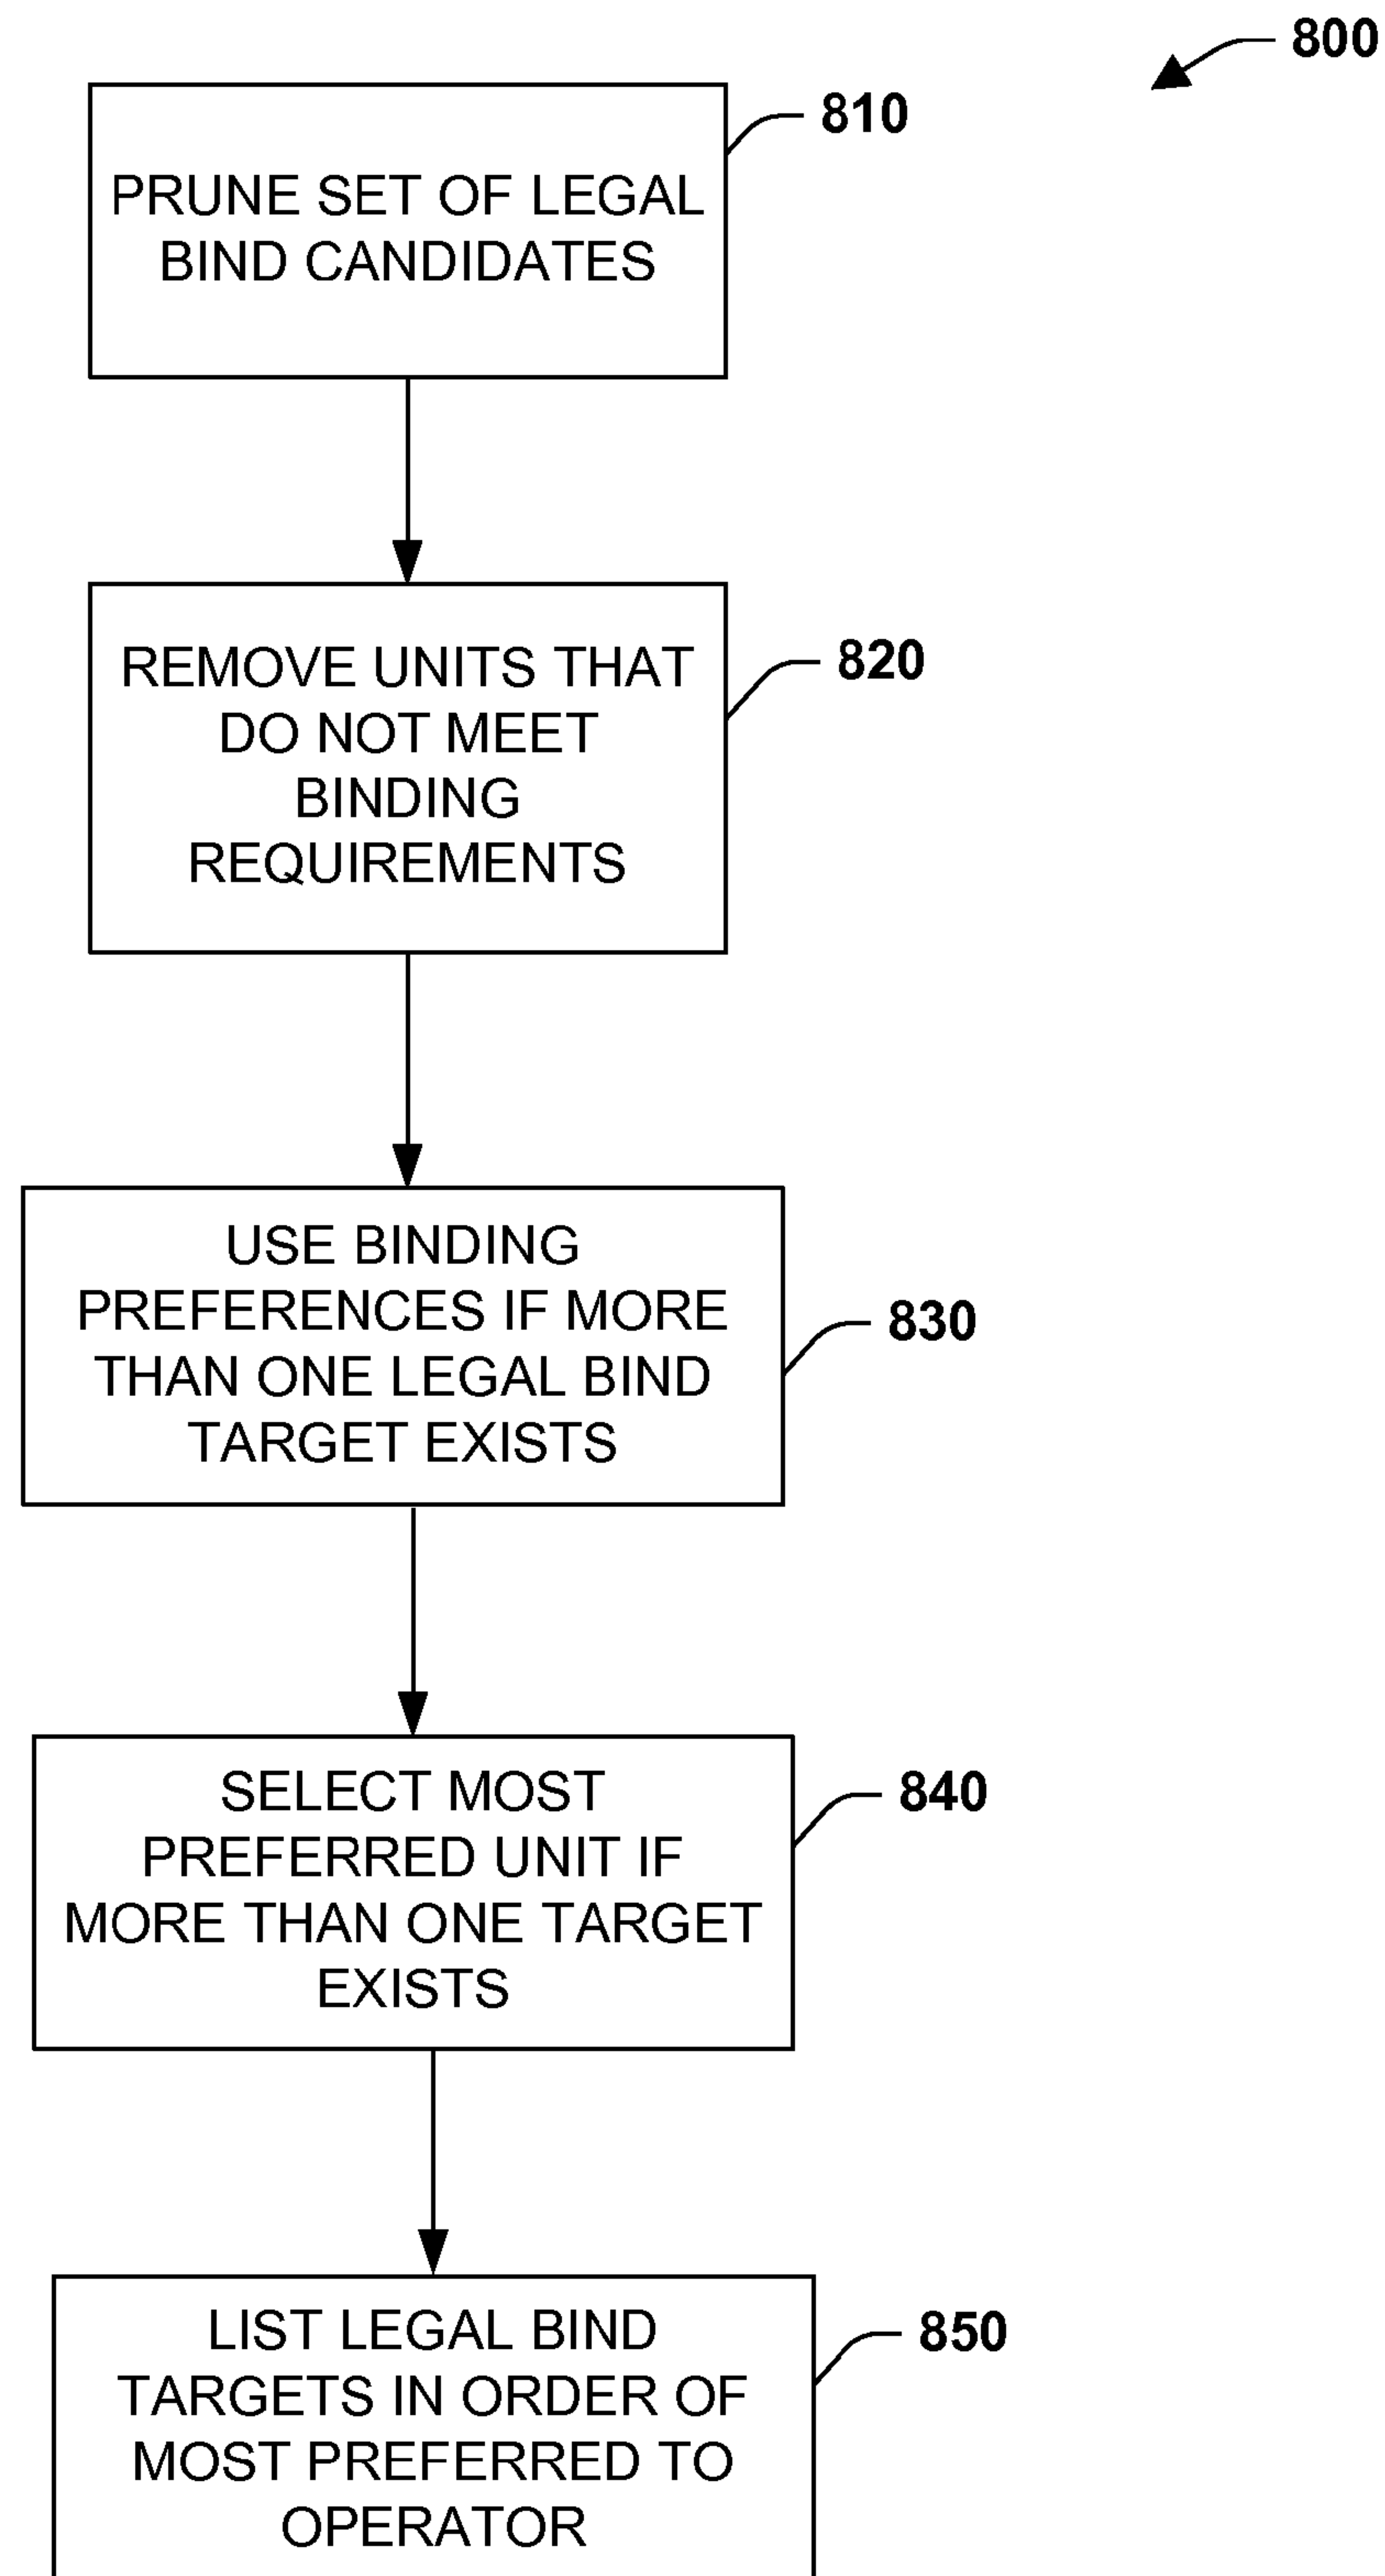 800
810
PRUNE SET OF LEGAL
BIND CANDIDATES
820
REMOVE UNITS THAT
DO NOT MEET
BINDING
REQUIREMENTS
830
USE BINDING
PREFERENCES IF MORE
THAN ONE LEGAL BIND
TARGET EXISTS
840
SELECT MOST
PREFERRED UNIT IF
MORE THAN ONE TARGET
EXISTS
850
LIST LEGAL BIND
TARGETS IN ORDER OF
MOST PREFERRED TO
OPERATOR